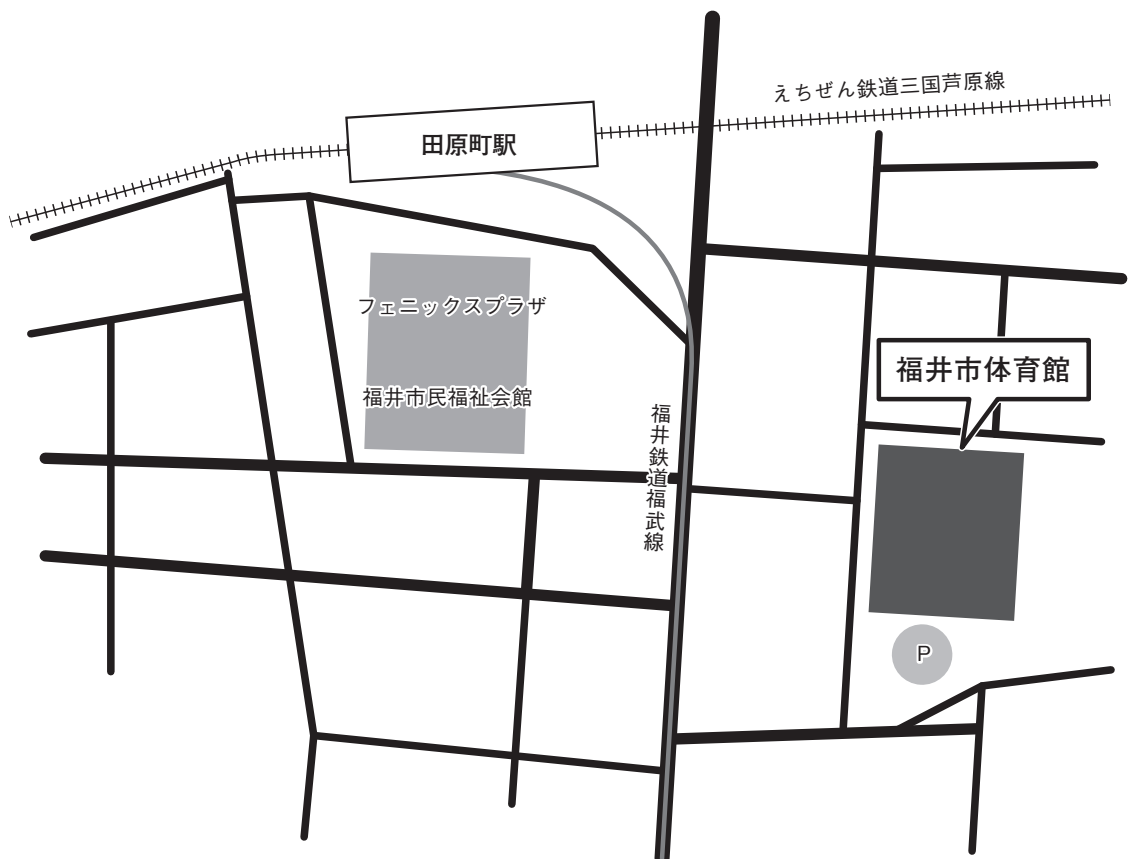 えちぜん鉄道三国芦原線
田原町駅
フェニックスプラザ
福井市体育館
福井市民福祉会館
福井鉄道福武線
P